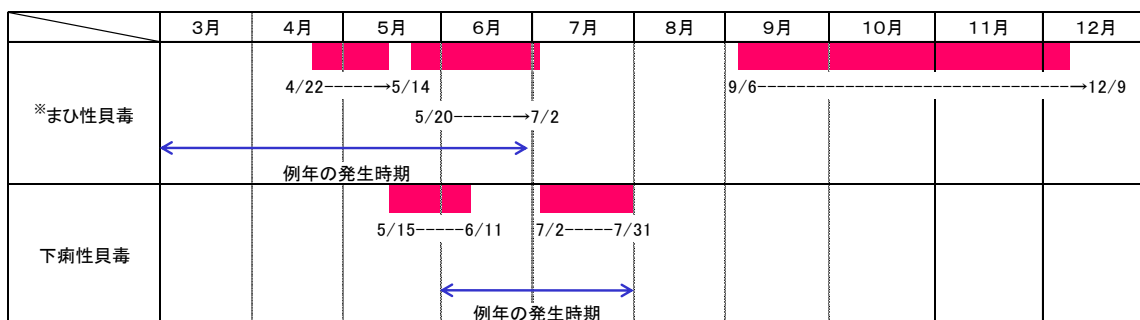 3月 4月 5月 6月 7月 8月 9月 10月 11月 12月
4/22------→5/14
9/6------------------------------------→12/9
※まひ性貝毒
5/20-------→7/2
例年の発生時期
5/15-----6/11 7/2-----7/31
下痢性貝毒
例年の発生時期